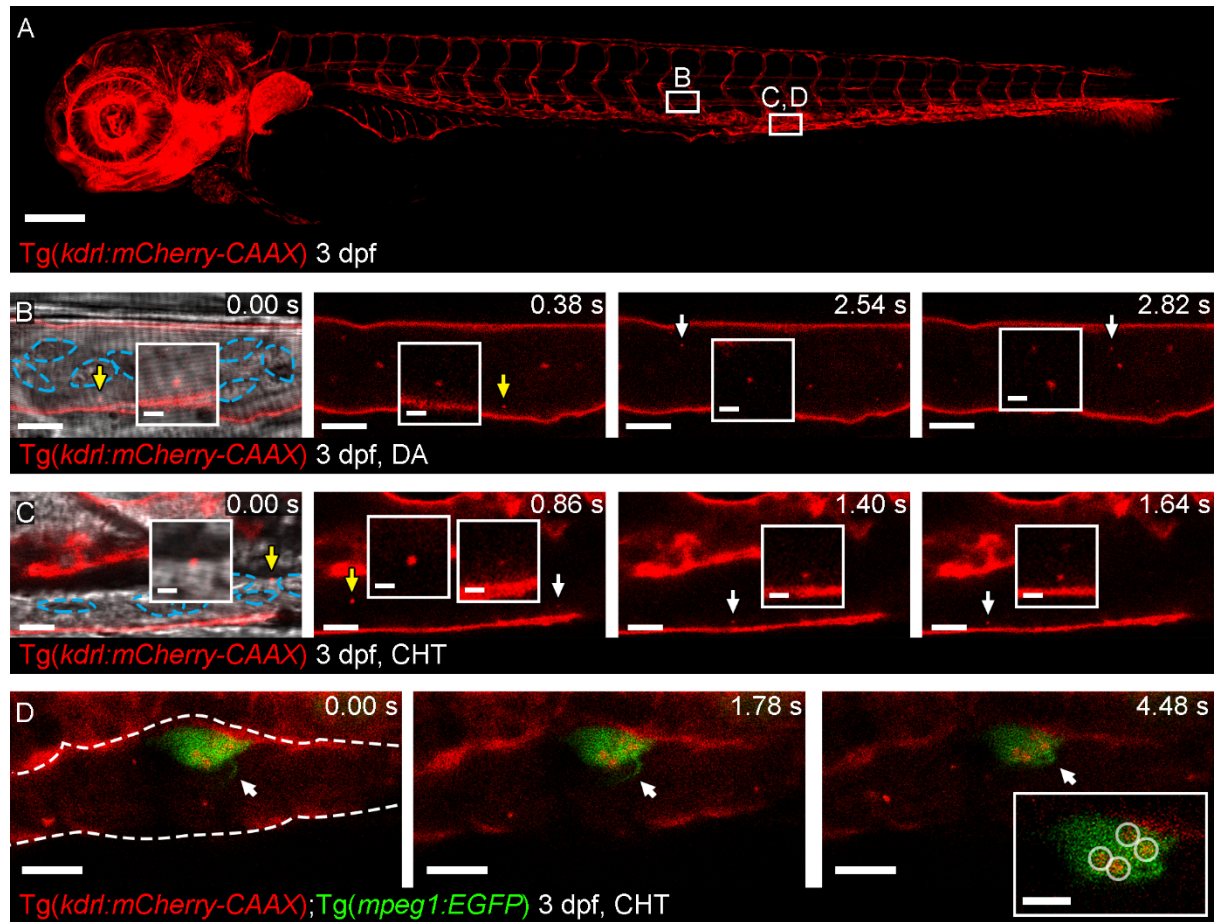 A
B
C,D
Tg(kdrl:mCherry-CAAX) 3 dpf
B
0.00 s
0.38 s
2.54 s
2.82 s
Tg(kdrl:mCherry-CAAX) 3 dpf, DA
C
0.00 s
0.86 s
1.40 s
1.64 s
Tg(kdrl:mCherry-CAAX) 3 dpf, CHT
D
0.00 s
1.78 s
4.48 s
Tg(kdrl:mCherry-CAAX);Tg(mpeg1:EGFP) 3 dpf, CHT